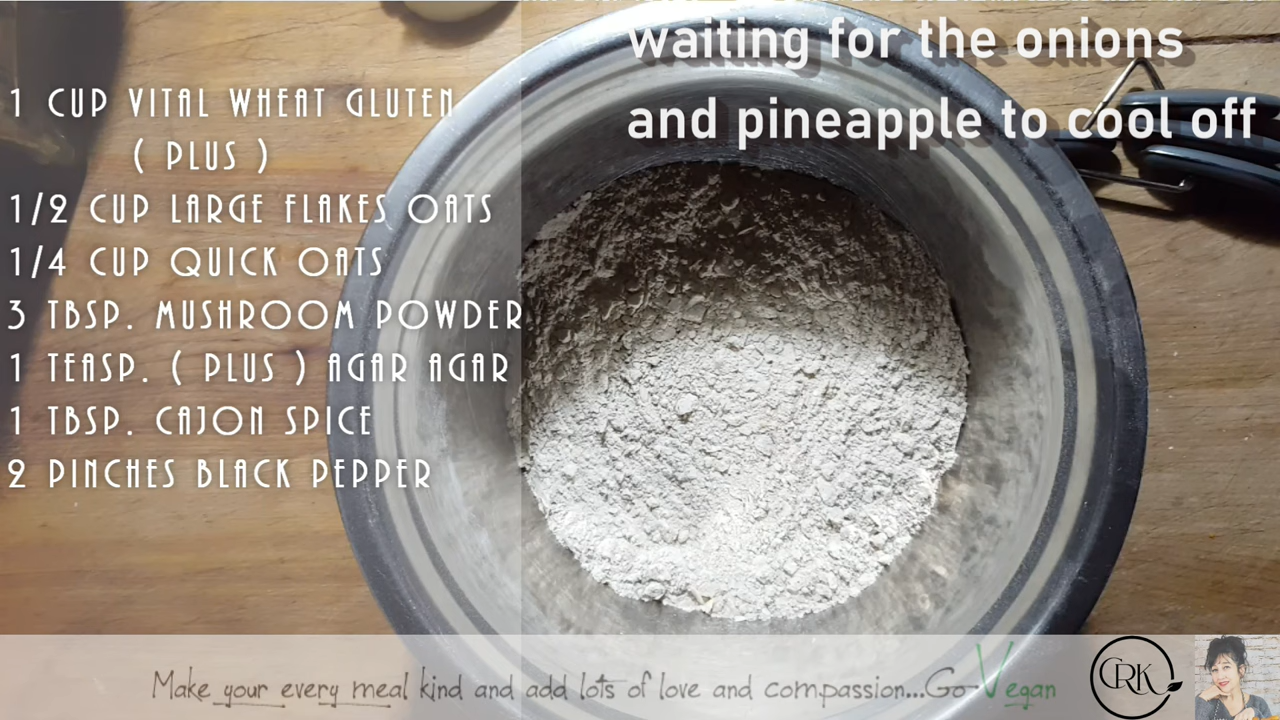 waiting for the onions
and pineapple to cool off
1 CUP VITAL WHEAT GLUTEN
( PLUS )
1/2 CUP LARGE FLAKES OATS
1/4 CUP QUICK OATS
3 TBSP. MUSHROOM POWDER
1 TEASP. ( PLUS ) AGAR AGAR
1 TBSP. CAJON SPICE
2 PINCHES BLACK PEPPER
Make your every meal kind and add lots of love and compassion...Go Vegan
CRK